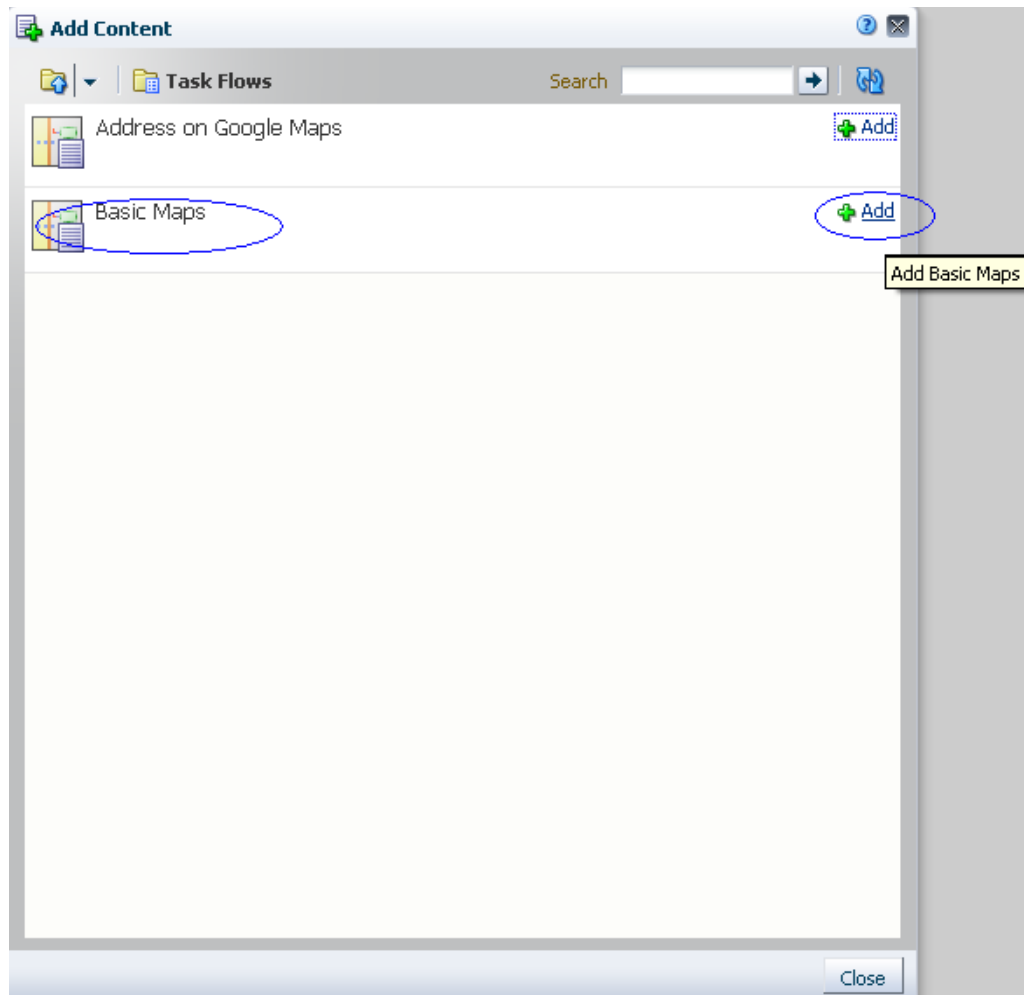 Add Content
Task Flows Search
Address on Google Maps Add
Basic Maps Add
Add Basic Maps
Close